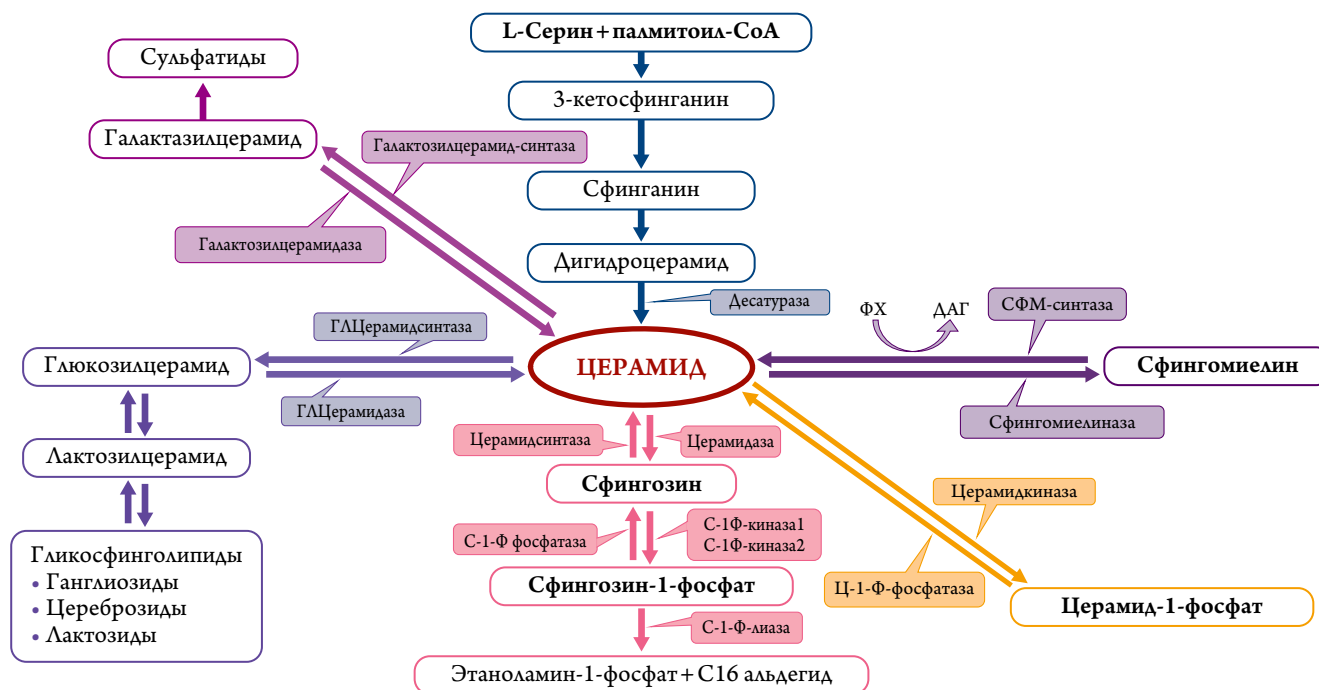 L-Серин + палмитоил-CoA
Сульфатиды
3-кетосфинганин
Галактазилцерамид
Галактозилцерамид-синтаза
Сфинганин
Галактозилцерамидаза
Дигидроцерамид
Десатураза
ФХ
ДАГ
СФМ-синтаза
ГЛЦерамидсинтаза
Глюкозилцерамид
ЦЕРАМИД
Сфингомиелин
ГЛЦерамидаза
Сфингомиелиназа
Церамидсинтаза
Церамидаза
Лактозилцерамид
Сфингозин
Церамидкиназа
С-1-Ф фосфатаза
С-1Ф-киназа1
С-1Ф-киназа2
Гликосфинголипиды
• Ганглиозиды
• Цереброзиды
• Лактозиды
Сфингозин-1-фосфат
Ц-1-Ф-фосфатаза
Церамид-1-фосфат
С-1-Ф-лиаза
Этаноламин-1-фосфат + С16 альдегид